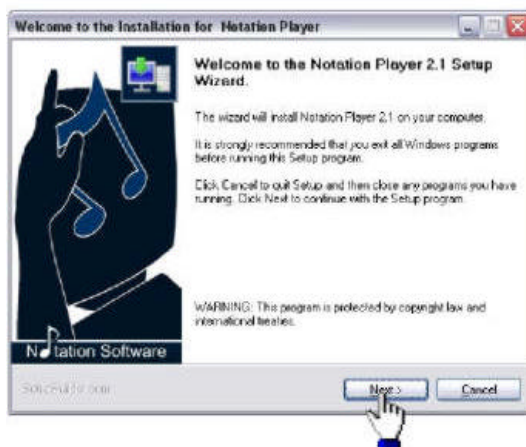 Welcome to the Installation for Notation Player
Welcome to the Notation Player 2.1 Setup
Wizard.
The wizard will install Notation Player 2.1 on your computer.
It is strongly recommended that you exit all Windows programs
before running this Setup program.
Click Cancel to quit Setup and then close any programs you have
running. Click Next to continue with the Setup program.
WARNING: This program is protected by copyright law and
international treaties.
Notation Software
Next >
Cancel